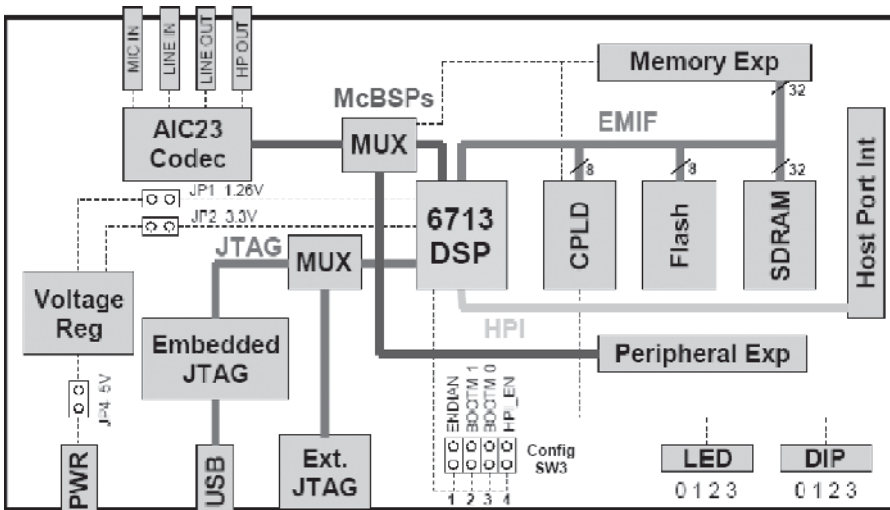 MIC IN
LINE IN
LINE OUT
HP OUT
AIC23
Codec
McBSPs
MUX
Memory Exp
32
EMIF
8
8
32
JP1 1.26V
JP2 3.3V
6713
DSP
CPLD
Flash
SDRAM
Host Port Int
JTAG
MUX
Voltage
Reg
HPI
Embedded
JTAG
Peripheral Exp
JP4 5V
ENDIAN
BOOTM 1
BOOTM 0
HPI_EN
Config
SW3
1 2 3 4
PWR
USB
Ext.
JTAG
LED
0 1 2 3
DIP
0 1 2 3